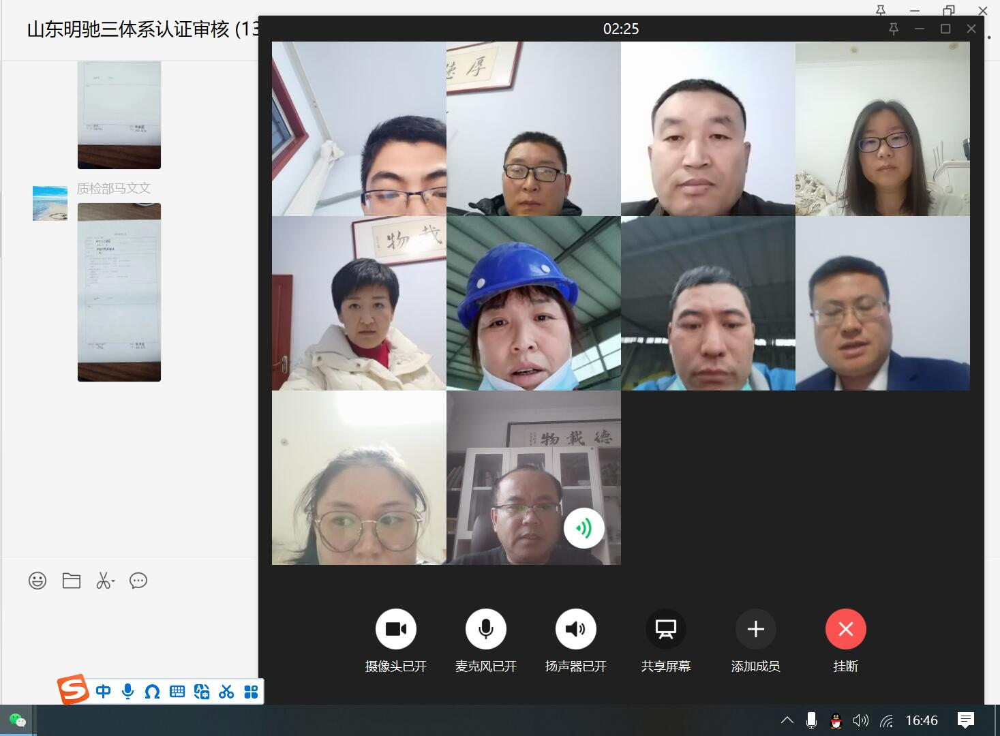 山东明驰三体系认证审核 (13
02:25
质检部马文文
厚
德
物
载
物載德
摄像头已开
麦克风已开
扬声器已开
共享屏幕
添加成员
挂断
S
中
16:46